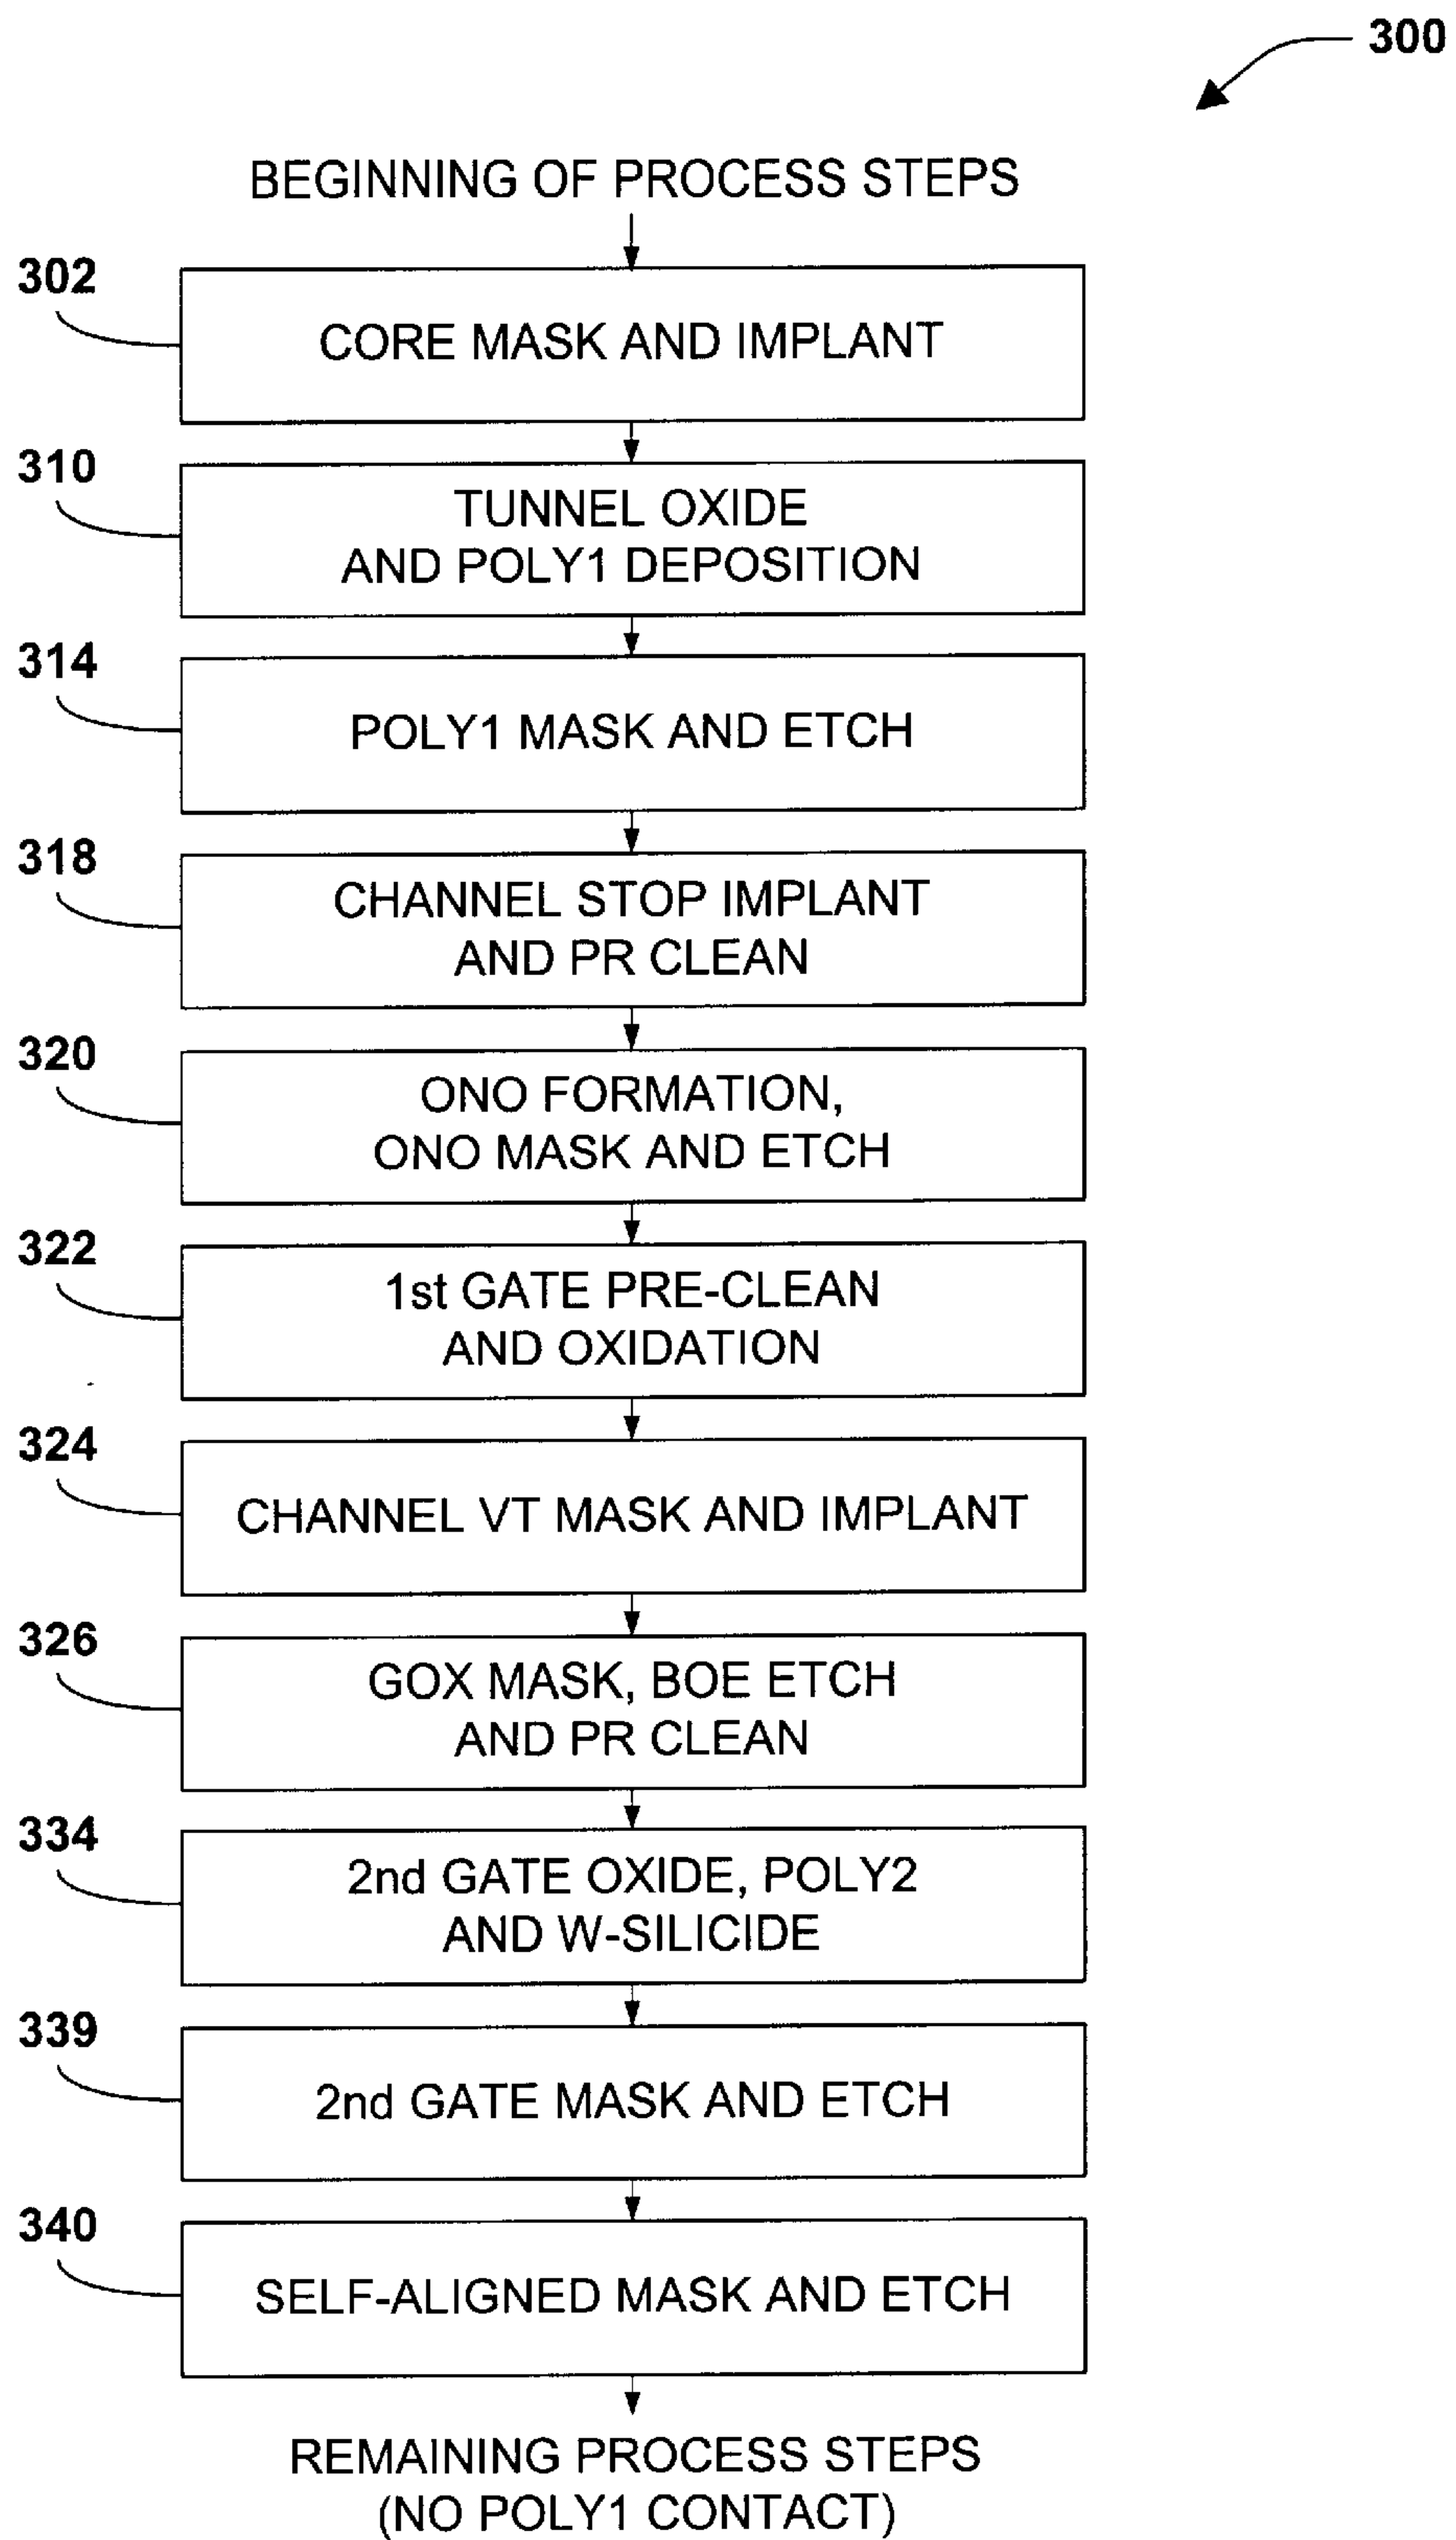 300
BEGINNING OF PROCESS STEPS
302
CORE MASK AND IMPLANT
310
TUNNEL OXIDE
AND POLY1 DEPOSITION
314
POLY1 MASK AND ETCH
318
CHANNEL STOP IMPLANT
AND PR CLEAN
320
ONO FORMATION,
ONO MASK AND ETCH
322
1st GATE PRE-CLEAN
AND OXIDATION
324
CHANNEL VT MASK AND IMPLANT
326
GOX MASK, BOE ETCH
AND PR CLEAN
334
2nd GATE OXIDE, POLY2
AND W-SILICIDE
339
2nd GATE MASK AND ETCH
340
SELF-ALIGNED MASK AND ETCH
REMAINING PROCESS STEPS
(NO POLY1 CONTACT)